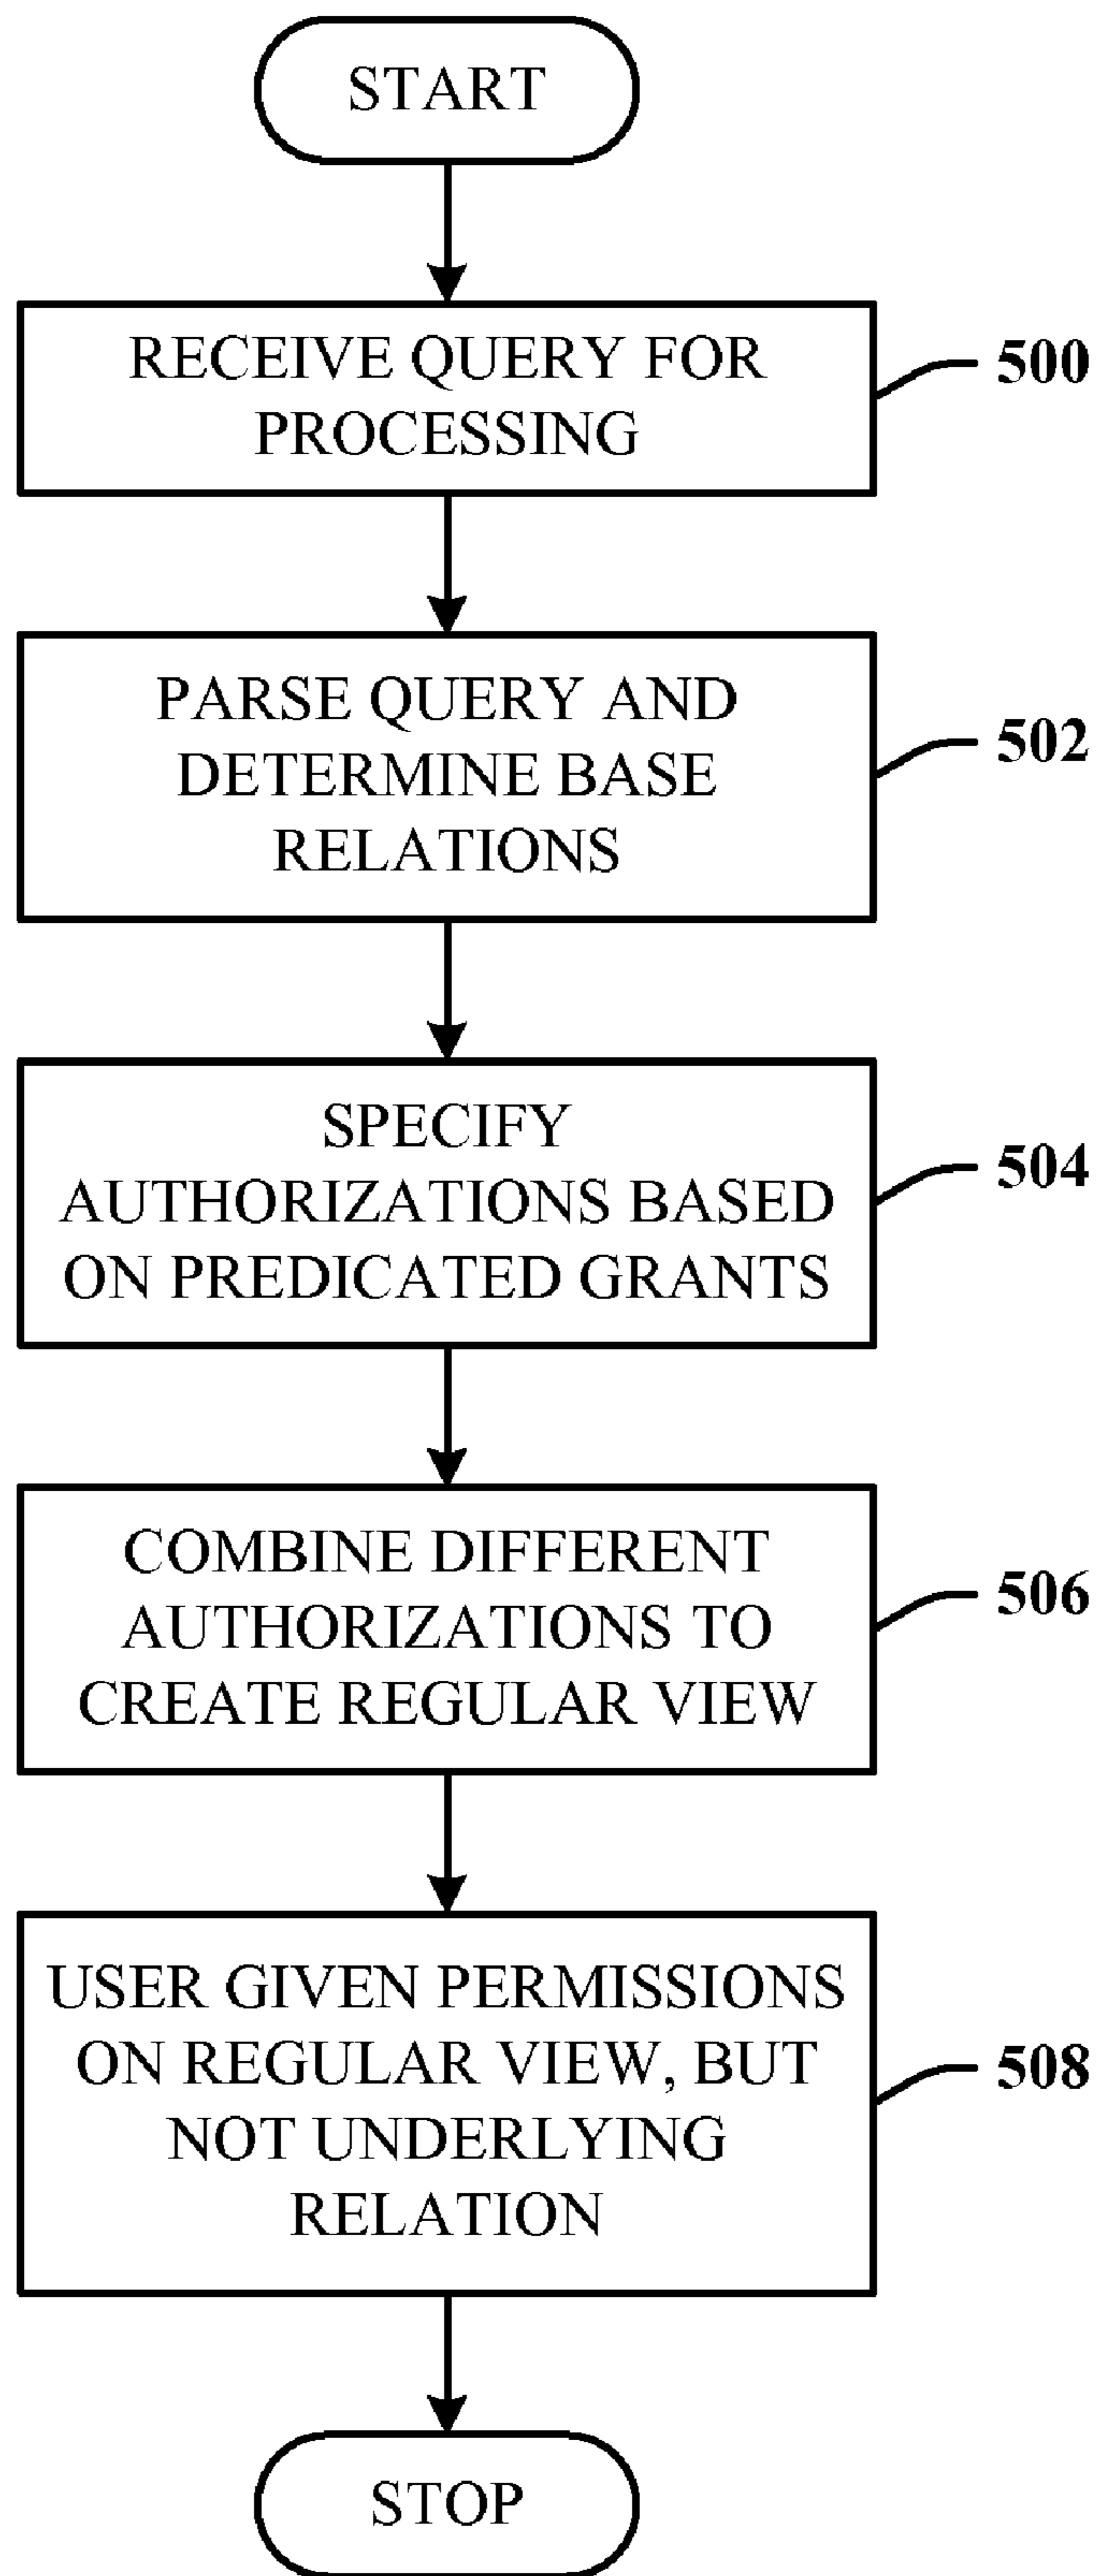 START
RECEIVE QUERY FOR
PROCESSING
500
PARSE QUERY AND
DETERMINE BASE
RELATIONS
502
SPECIFY
AUTHORIZATIONS BASED
ON PREDICATED GRANTS
504
COMBINE DIFFERENT
AUTHORIZATIONS TO
CREATE REGULAR VIEW
506
USER GIVEN PERMISSIONS
ON REGULAR VIEW, BUT
NOT UNDERLYING
RELATION
508
STOP